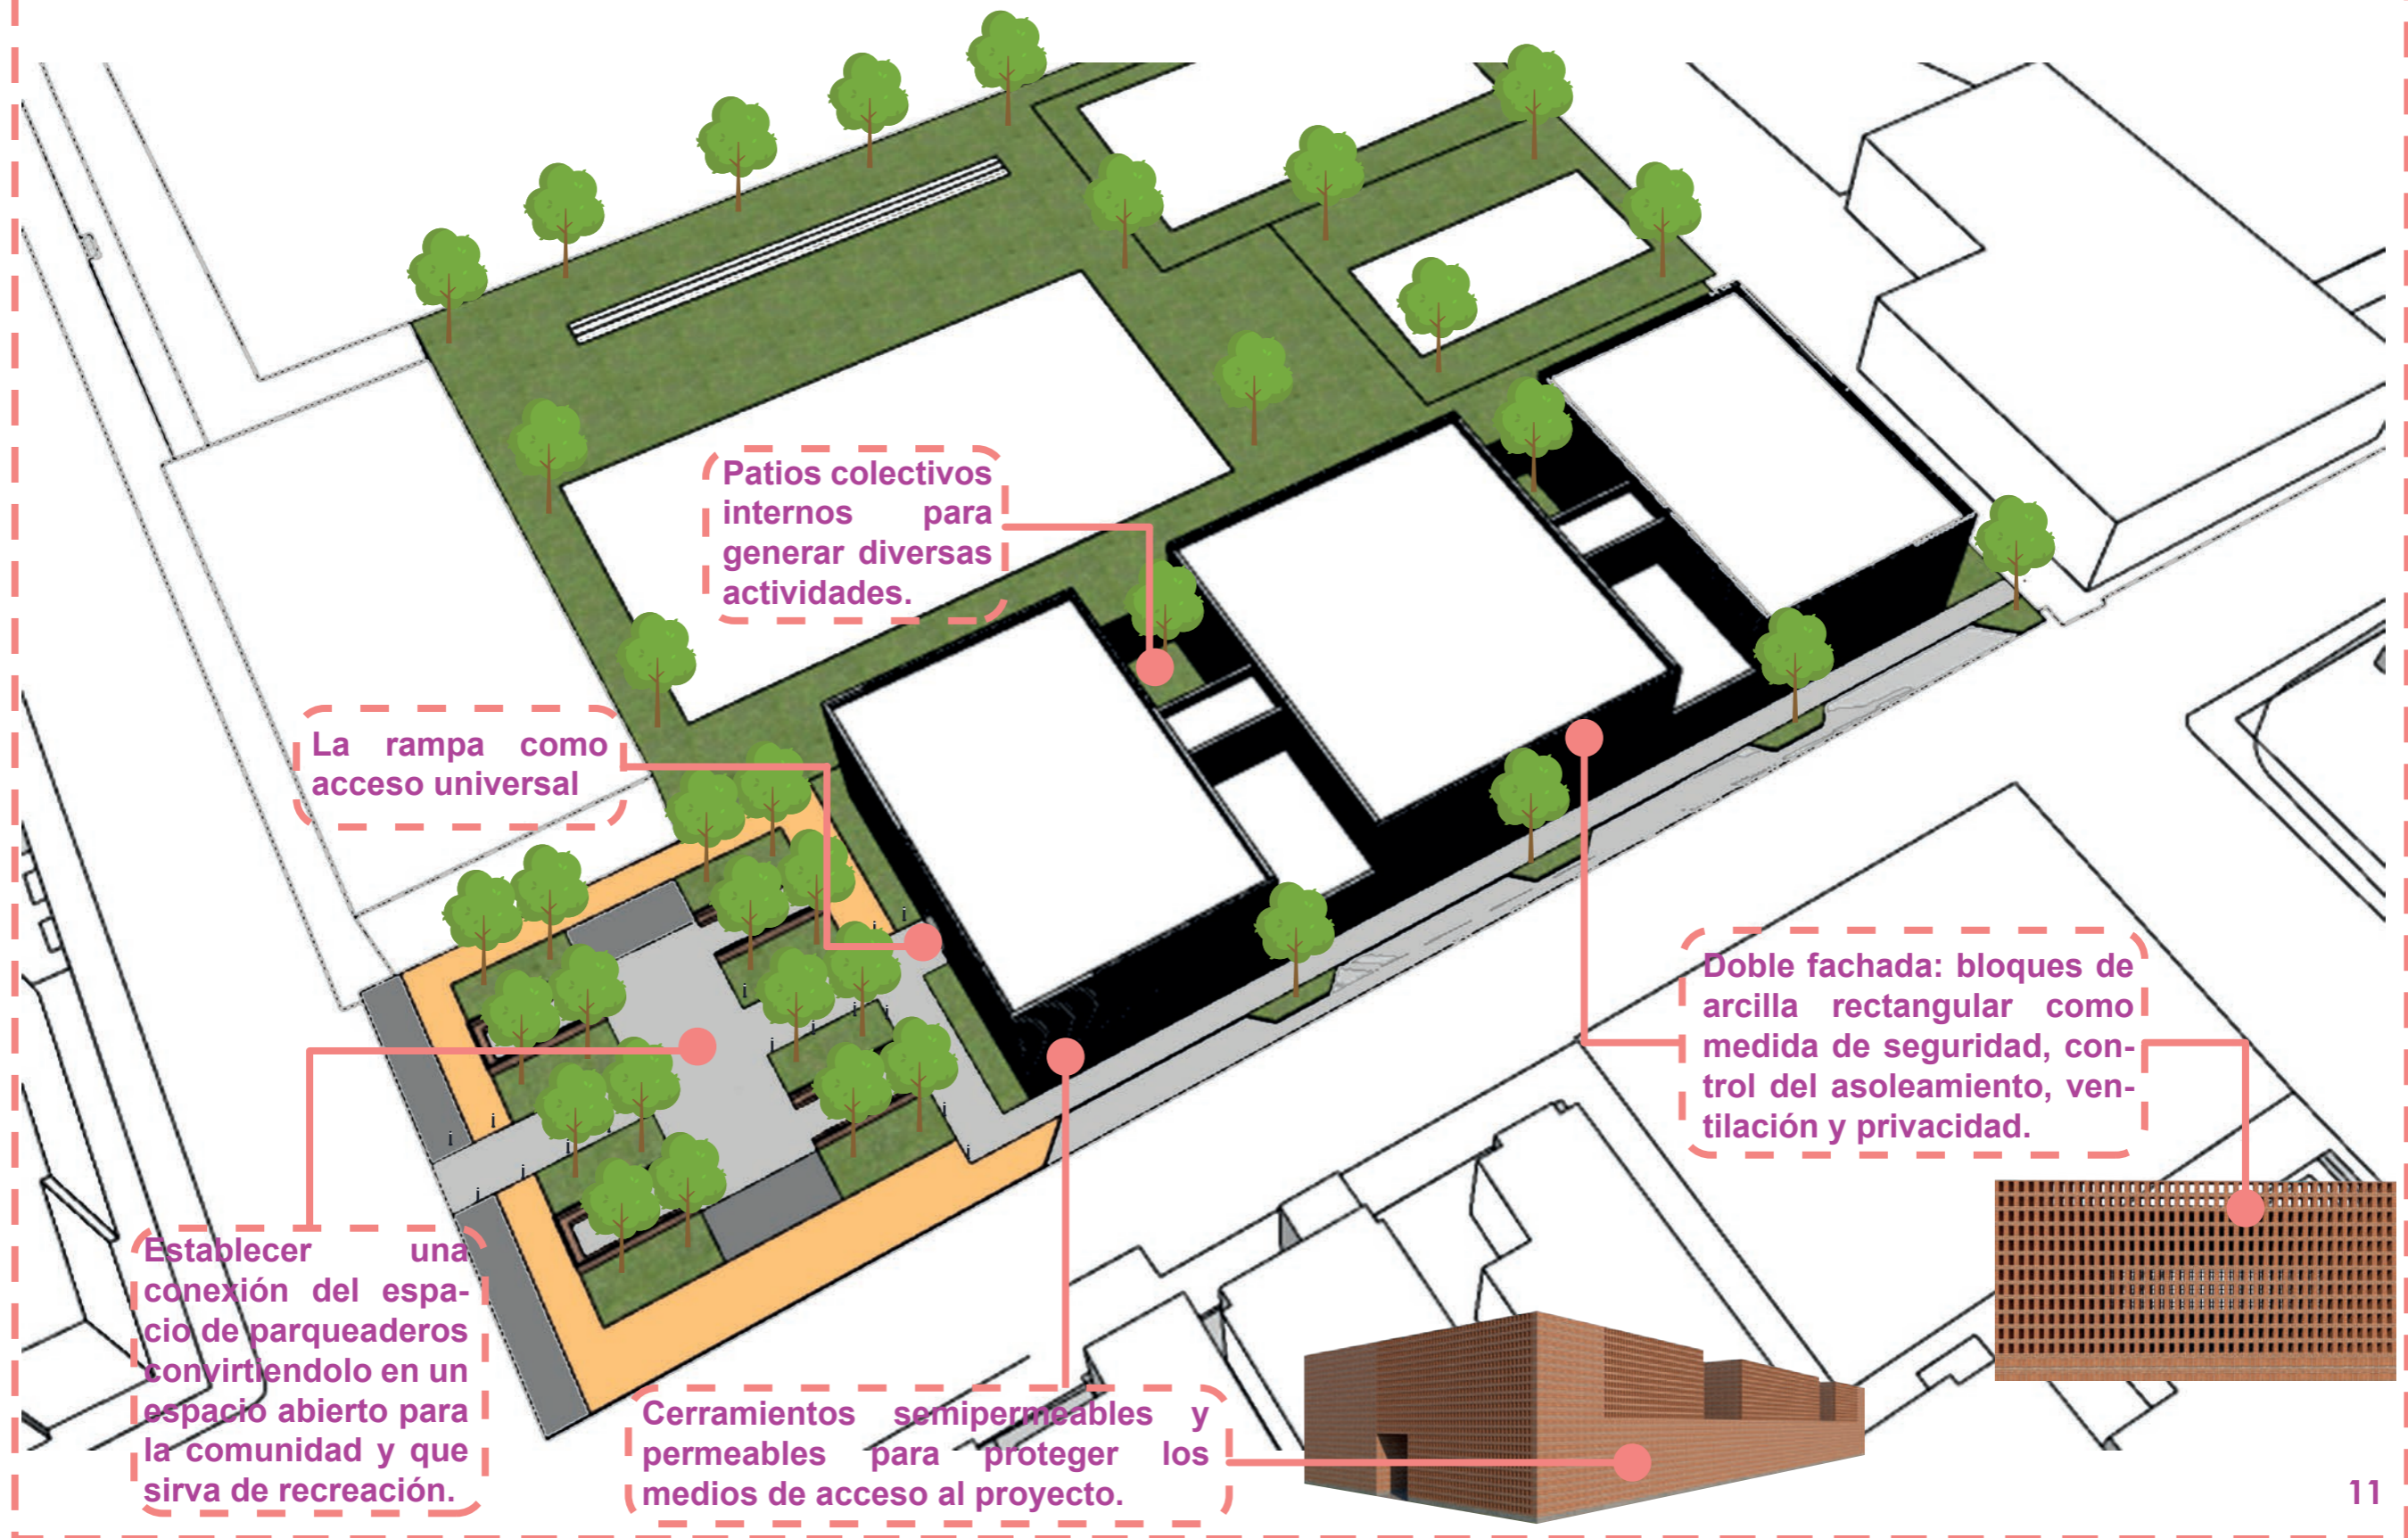 Patios colectivos
internos para
generar diversas
actividades.
La rampa como
acceso universal
Doble fachada: bloques de
arcilla rectangular como
medida de seguridad, con-
trol del asoleamiento, ven-
tilación y privacidad.
Establecer una
conexión del espa-
cio de parqueaderos
convirtiendolo en un
espacio abierto para
la comunidad y que
sirva de recreación.
Cerramientos semipermeables y
permeables para proteger los
medios de acceso al proyecto.
11